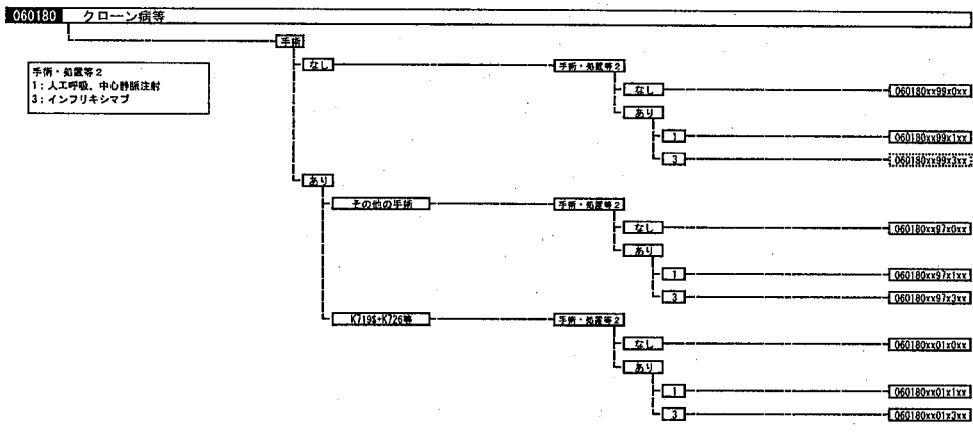 060180 クローン病等
手術
手術・処置等2
1:人工呼吸、中心静脈注射
3:インフリキシマブ
なし 手術・処置等2
なし 060180xx99x0xx
あり
1 060180xx99x1xx
3 060180xx99x3xx
あり
その他の手術 手術・処置等2
なし 060180xx97x0xx
あり
1 060180xx97x1xx
3 060180xx97x3xx
K719$+K726等 手術・処置等2
なし 060180xx01x0xx
あり
1 060180xx01x1xx
3 060180xx01x3xx